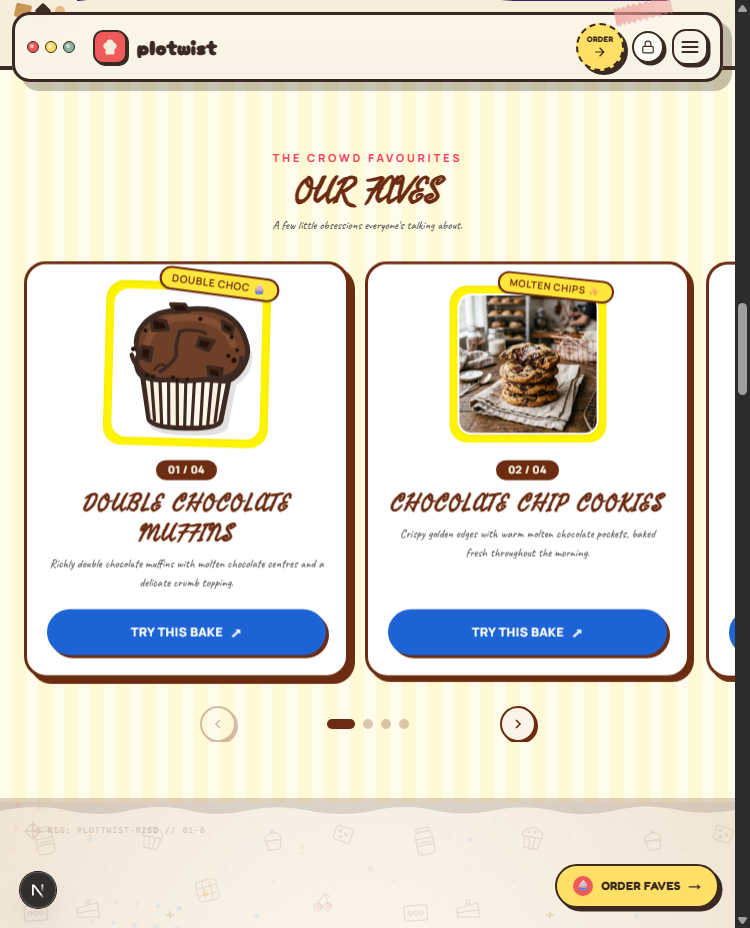 plotwist
ORDER
→
THE CROWD FAVOURITES
OUR FAVES
A few little obsessions everyone's talking about.
DOUBLE CHOC 🧁
01 / 04
DOUBLE CHOCOLATE
MUFFINS
Richly double chocolate muffins with molten chocolate centres and a
delicate crumb topping.
TRY THIS BAKE ↗
MOLTEN CHIPS ✨
02 / 04
CHOCOLATE CHIP COOKIES
Crispy golden edges with warm molten chocolate pockets, baked
fresh throughout the morning.
TRY THIS BAKE ↗
REG: PLOTTWIST-RISO // 01-B
N
🧁 ORDER FAVES →